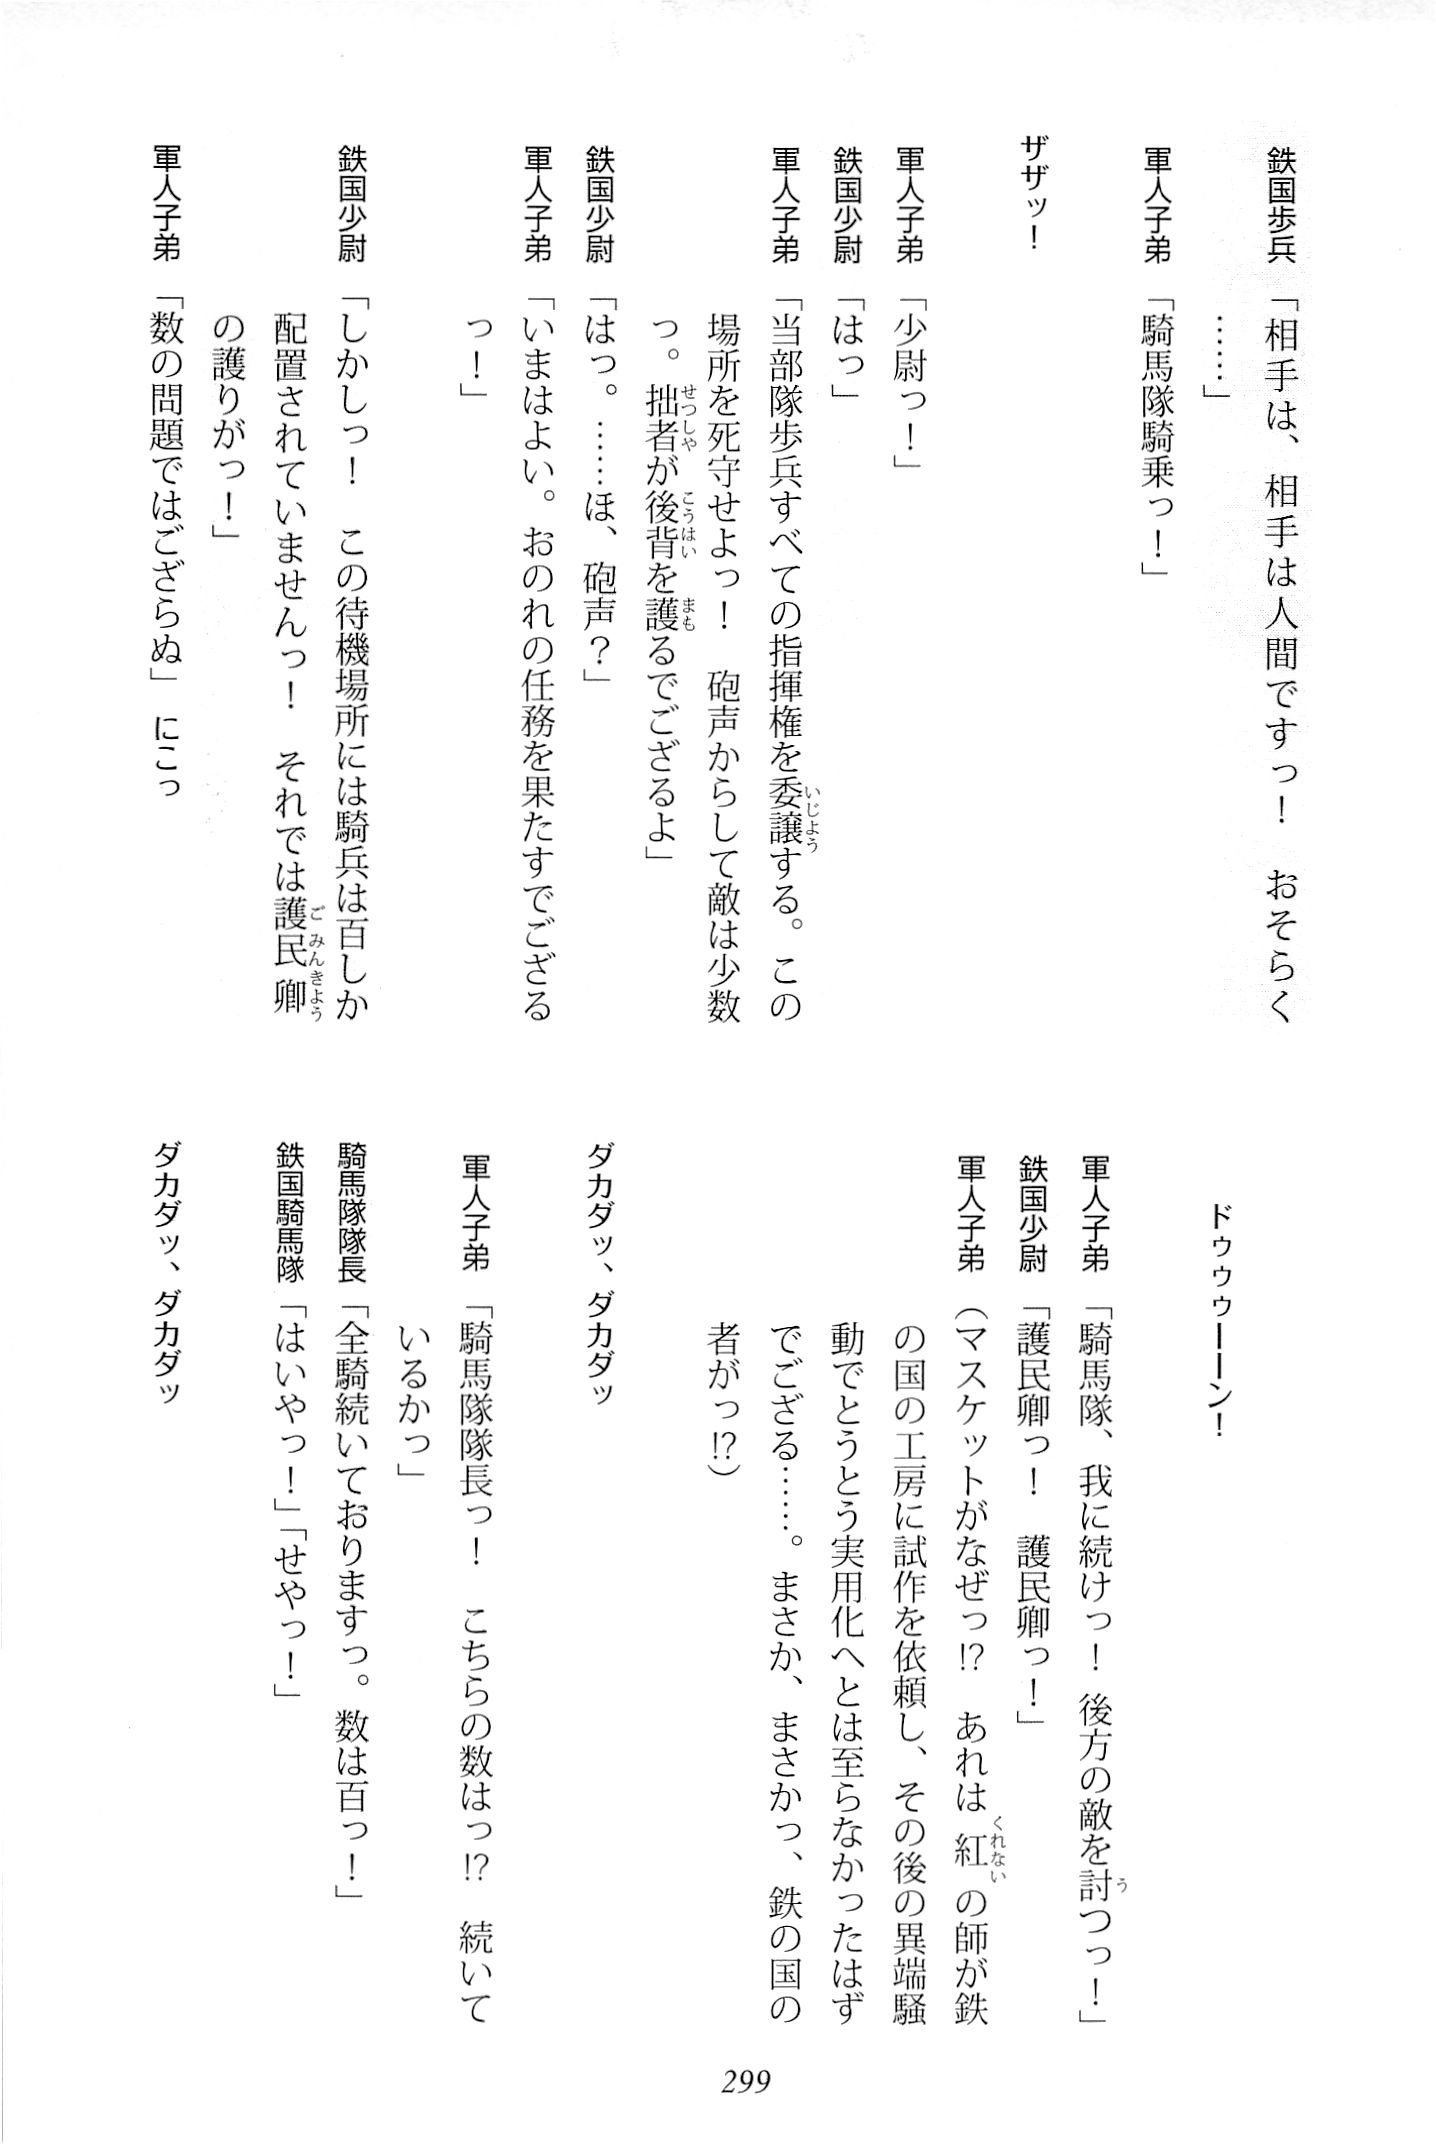 鉄国歩兵「相手は、相手は人間ですっ！　おそらく
……」
軍人子弟「騎馬隊騎乗っ！」
ザザッ！
軍人子弟「少尉っ！」
鉄国少尉「はっ」
軍人子弟「当部隊歩兵すべての指揮権を委譲する。この
場所を死守せよっ！　砲声からして敵は少数
っ。拙者が後背を護るでござるよ」
鉄国少尉「はっ。……ほ、砲声？」
軍人子弟「いまはよい。おのれの任務を果たすでござる
っ！」
鉄国少尉「しかしっ！　この待機場所には騎兵は百しか
配置されていませんっ！　それでは護民卿
の護りがっ！」
軍人子弟「数の問題ではござらぬ」 にこっ
ドゥゥゥーーン！
軍人子弟「騎馬隊、我に続けっ！ 後方の敵を討つっ！」
鉄国少尉「護民卿っ！　護民卿っ！」
軍人子弟（マスケットがなぜっ!?　あれは紅の師が鉄
の国の工房に試作を依頼し、その後の異端騒
動でとうとう実用化へとは至らなかったはず
でござる……。まさか、まさかっ、鉄の国の
者がっ!?）
ダカダッ、ダカダッ
軍人子弟「騎馬隊隊長っ！　こちらの数はっ!?　続いて
いるかっ」
騎馬隊隊長「全騎続いておりますっ。数は百っ！」
鉄国騎馬隊「はいやっ！」「せやっ！」
ダカダッ、ダカダッ
299